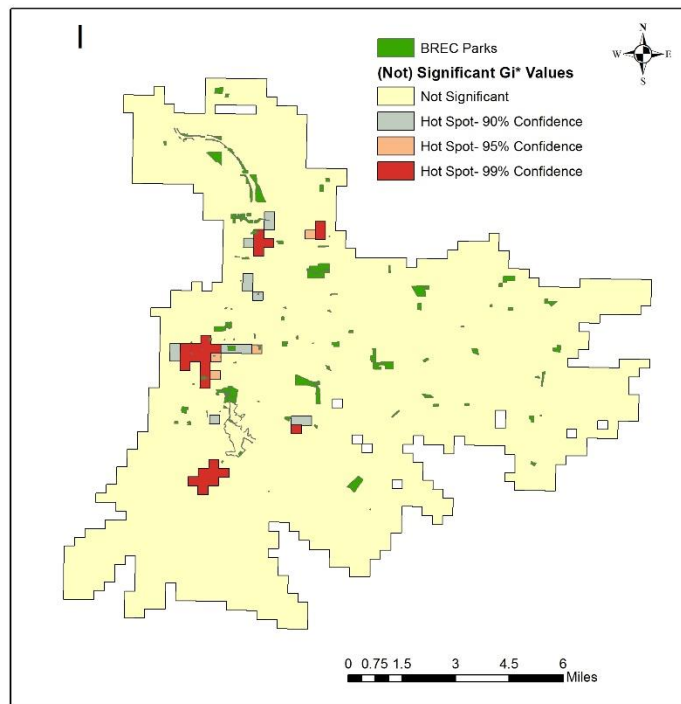 I
BREC Parks
(Not) Significant Gi* Values
Not Significant
Hot Spot- 90% Confidence
Hot Spot- 95% Confidence
Hot Spot- 99% Confidence
N
W E
S
0 0.75 1.5 3 4.5 6
Miles